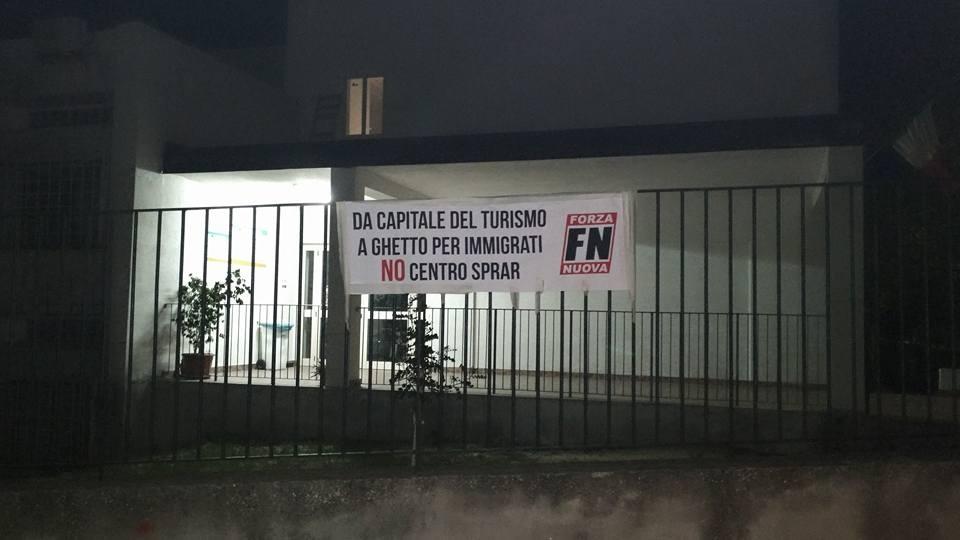 DA CAPITALE DEL TURISMO
A GHETTO PER IMMIGRATI
NO CENTRO SPRAR
FORZA
FN
NUOVA